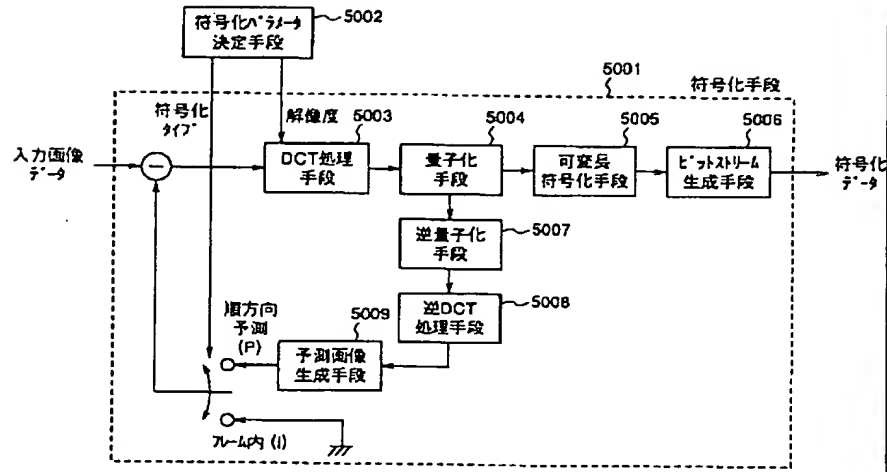 符号化パラメータ
決定手段
5002
5001
符号化手段
符号化
タイプ
解像度
5003
5004
5005
5006
入力画像
データ
DCT処理
手段
量子化
手段
可変長
符号化手段
ビットストリーム
生成手段
符号化
データ
逆量子化
手段
5007
順方向
予測
(P)
5009
逆DCT
処理手段
5008
予測画像
生成手段
フレーム内 (I)